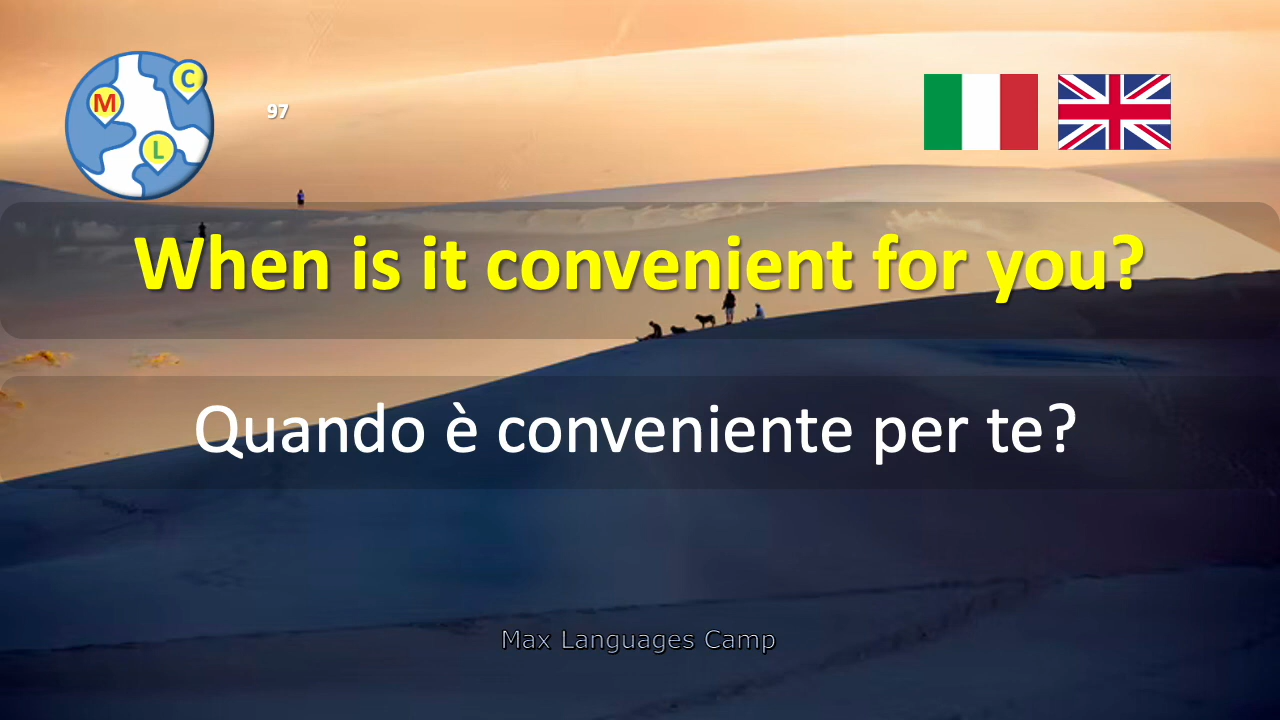 C
M
L
97
When is it convenient for you?
Quando è conveniente per te?
Max Languages Camp